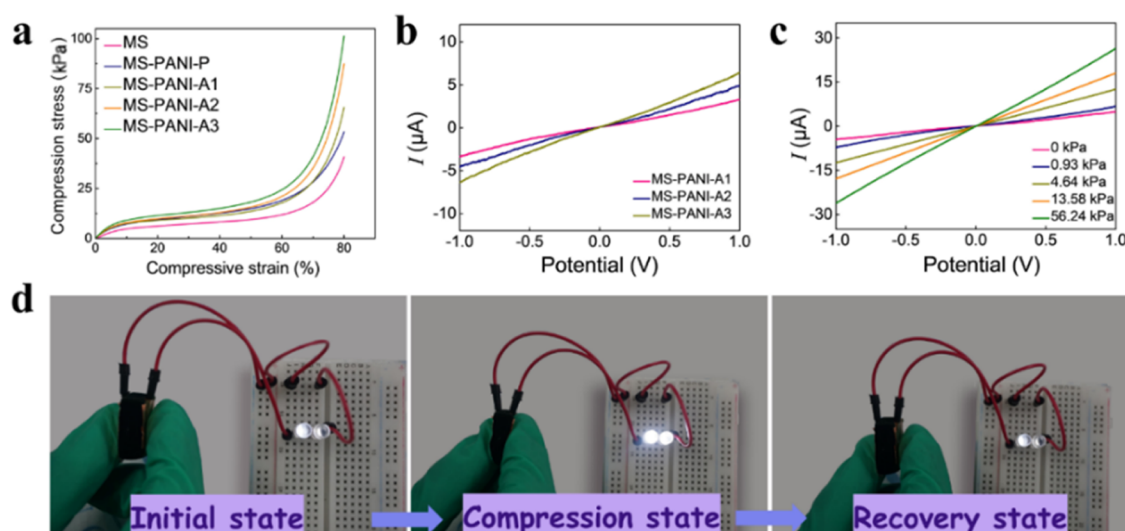 a
MS
MS-PANI-P
MS-PANI-A1
MS-PANI-A2
MS-PANI-A3
100
75
50
25
0
Compression stress (kPa)
0 20 40 60 80
Compressive strain (%)
b
10
5
0
-5
-10
I (μA)
MS-PANI-A1
MS-PANI-A2
MS-PANI-A3
-1.0 -0.5 0.0 0.5 1.0
Potential (V)
c
30
15
0
-15
-30
I (μA)
0 kPa
0.93 kPa
4.64 kPa
13.58 kPa
56.24 kPa
-1.0 -0.5 0.0 0.5 1.0
Potential (V)
d
Initial state
Compression state
Recovery state